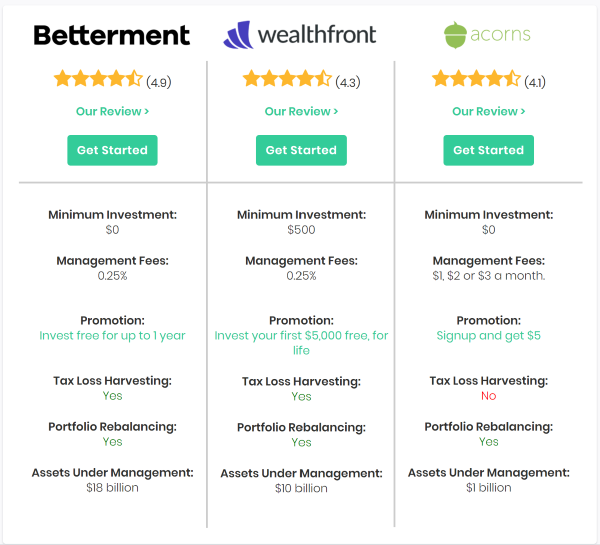 Betterment
(4.9)
Our Review >
Get Started
Minimum Investment:
$0
Management Fees:
0.25%
Promotion:
Invest free for up to 1 year
Tax Loss Harvesting:
Yes
Portfolio Rebalancing:
Yes
Assets Under Management:
$18 billion
wealthfront
(4.3)
Our Review >
Get Started
Minimum Investment:
$500
Management Fees:
0.25%
Promotion:
Invest your first $5,000 free, for
life
Tax Loss Harvesting:
Yes
Portfolio Rebalancing:
Yes
Assets Under Management:
$10 billion
acorns
(4.1)
Our Review >
Get Started
Minimum Investment:
$0
Management Fees:
$1, $2 or $3 a month.
Promotion:
Signup and get $5
Tax Loss Harvesting:
No
Portfolio Rebalancing:
Yes
Assets Under Management:
$1 billion